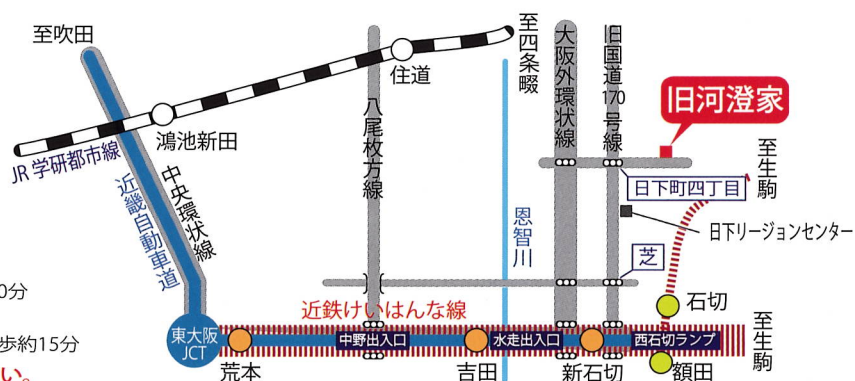 至吹田
至四条畷
大阪外環状線
旧国道170号線
住道
旧河澄家
八尾枚方線
鴻池新田
至生駒
JR学研都市線
日下町四丁目
近畿自動車道
中央環状線
恩智川
日下リージョンセンター
芝
0分
近鉄けいはんな線
石切
東大阪
JCT
中野出入口
水走出入口
西石切ランプ
至生駒
歩約15分
い。
荒本
吉田
新石切
額田